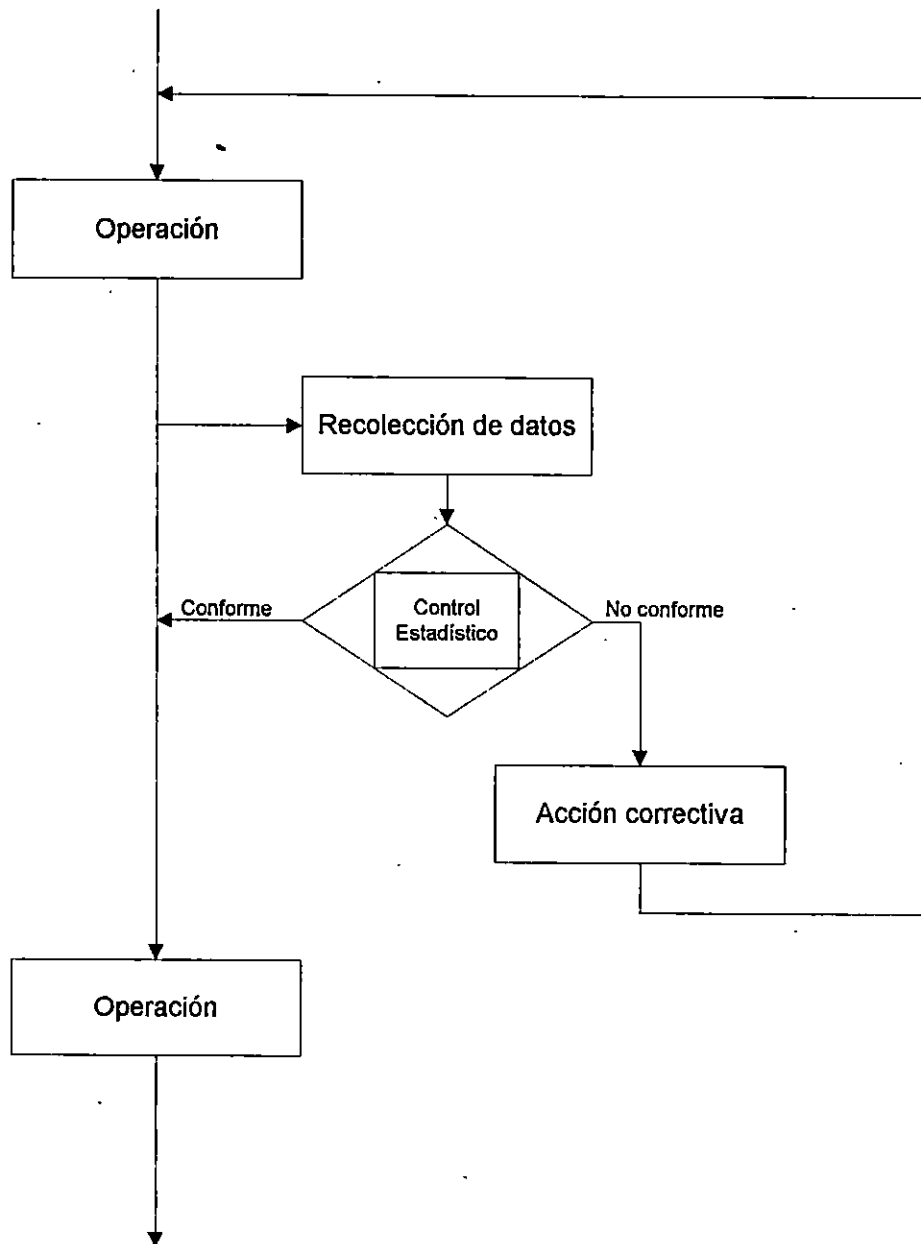 Operación
Recolección de datos
Conforme
Control
Estadístico
No conforme
Acción correctiva
Operación